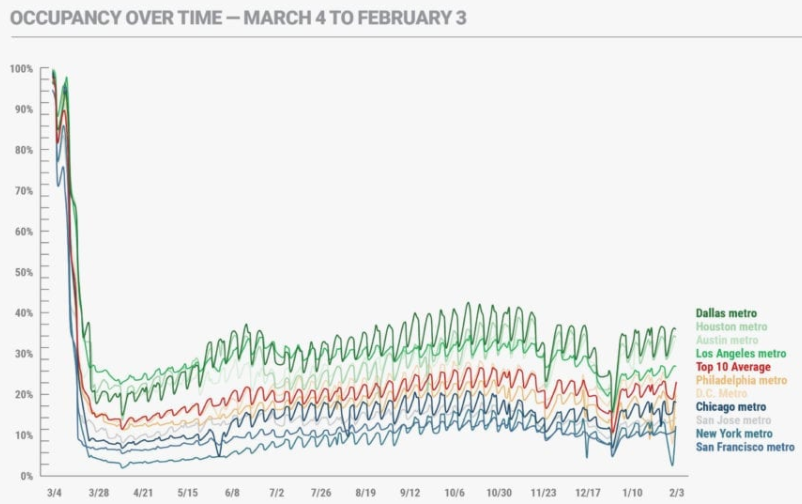 OCCUPANCY OVER TIME — MARCH 4 TO FEBRUARY 3
100%
90%
80%
70%
60%
50%
40%
30%
20%
10%
0%
3/4 3/28 4/21 5/15 6/8 7/2 7/26 8/19 9/12 10/6 10/30 11/23 12/17 1/10 2/3
Dallas metro
Houston metro
Austin metro
Los Angeles metro
Top 10 Average
Philadelphia metro
D.C. Metro
Chicago metro
San Jose metro
New York metro
San Francisco metro